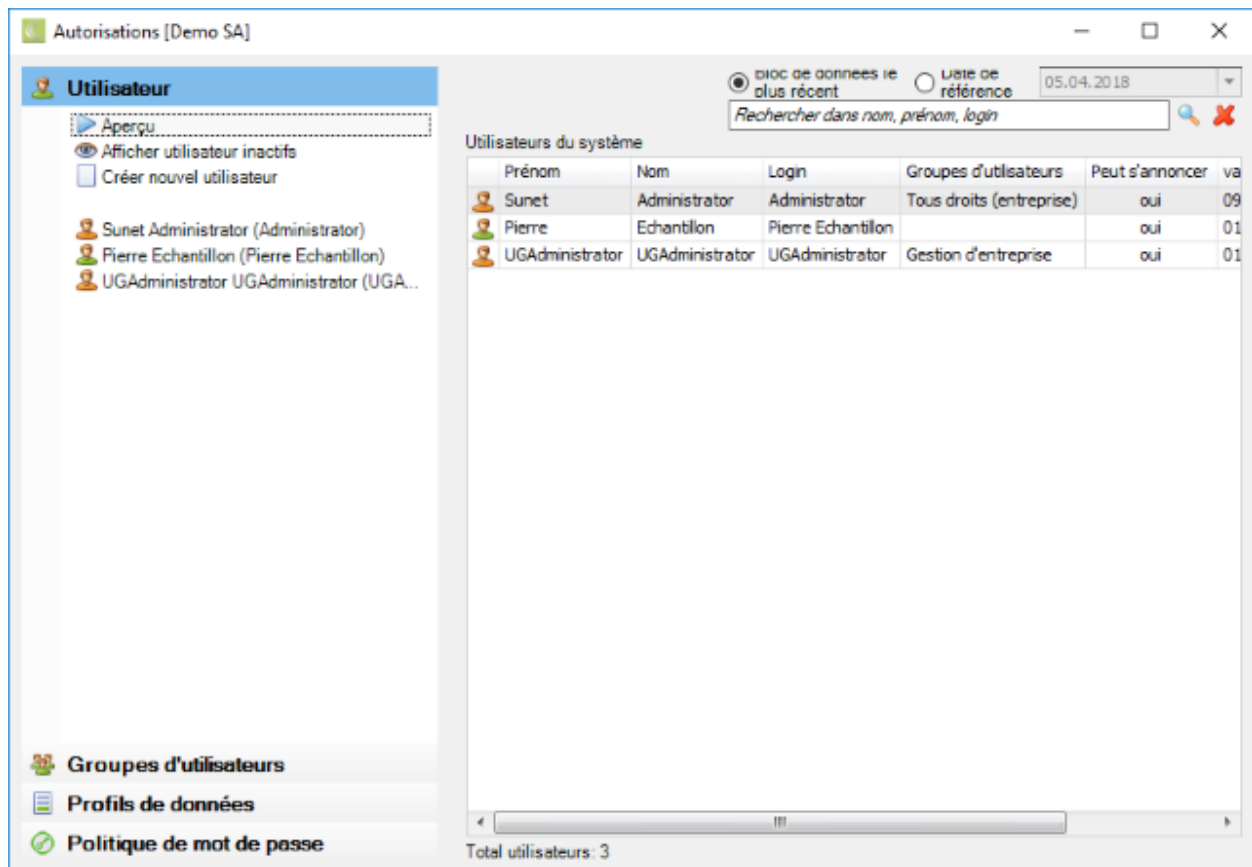 Autorisations [Demo SA]
Utilisateur
Aperçu
Afficher utilisateur inactifs
Créer nouvel utilisateur
Sunet Administrator (Administrator)
Pierre Echantillon (Pierre Echantillon)
UGAdministrator UGAdministrator (UGA...
Groupes d'utilisateurs
Profils de données
Politique de mot de passe
Bloc de données le
plus récent
Date de
référence
05.04.2018
Rechercher dans nom, prénom, login
Utilisateurs du système
Prénom Nom Login Groupes d'utlisateurs Peut s'annoncer va
Sunet Administrator Administrator Tous droits (entreprise) oui 09
Pierre Echantillon Pierre Echantillon oui 01
UGAdministrator UGAdministrator UGAdministrator Gestion d'entreprise oui 01
Total utilisateurs: 3